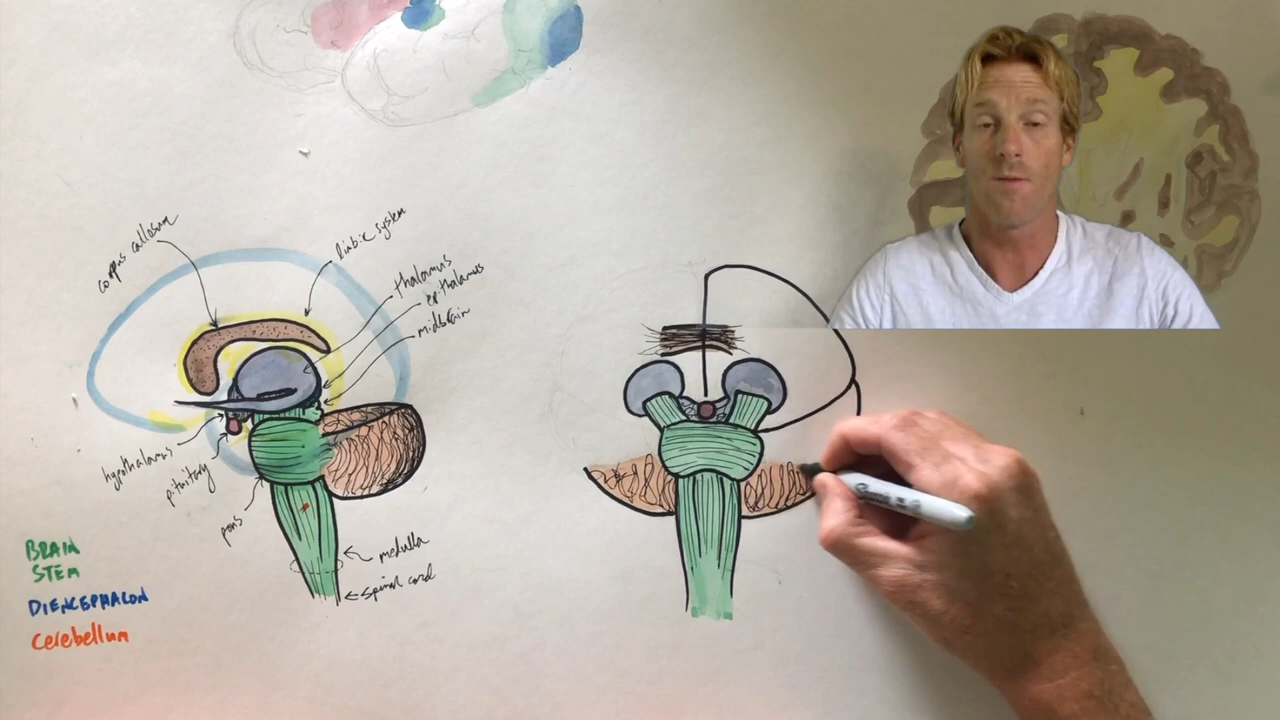 corpus callosum
limbic system
thalamus
epithalamus
midbrain
hypothalamus
pituitary
pons
medulla
spinal cord
BRAIN
STEM
DIENCEPHALON
cerebellum